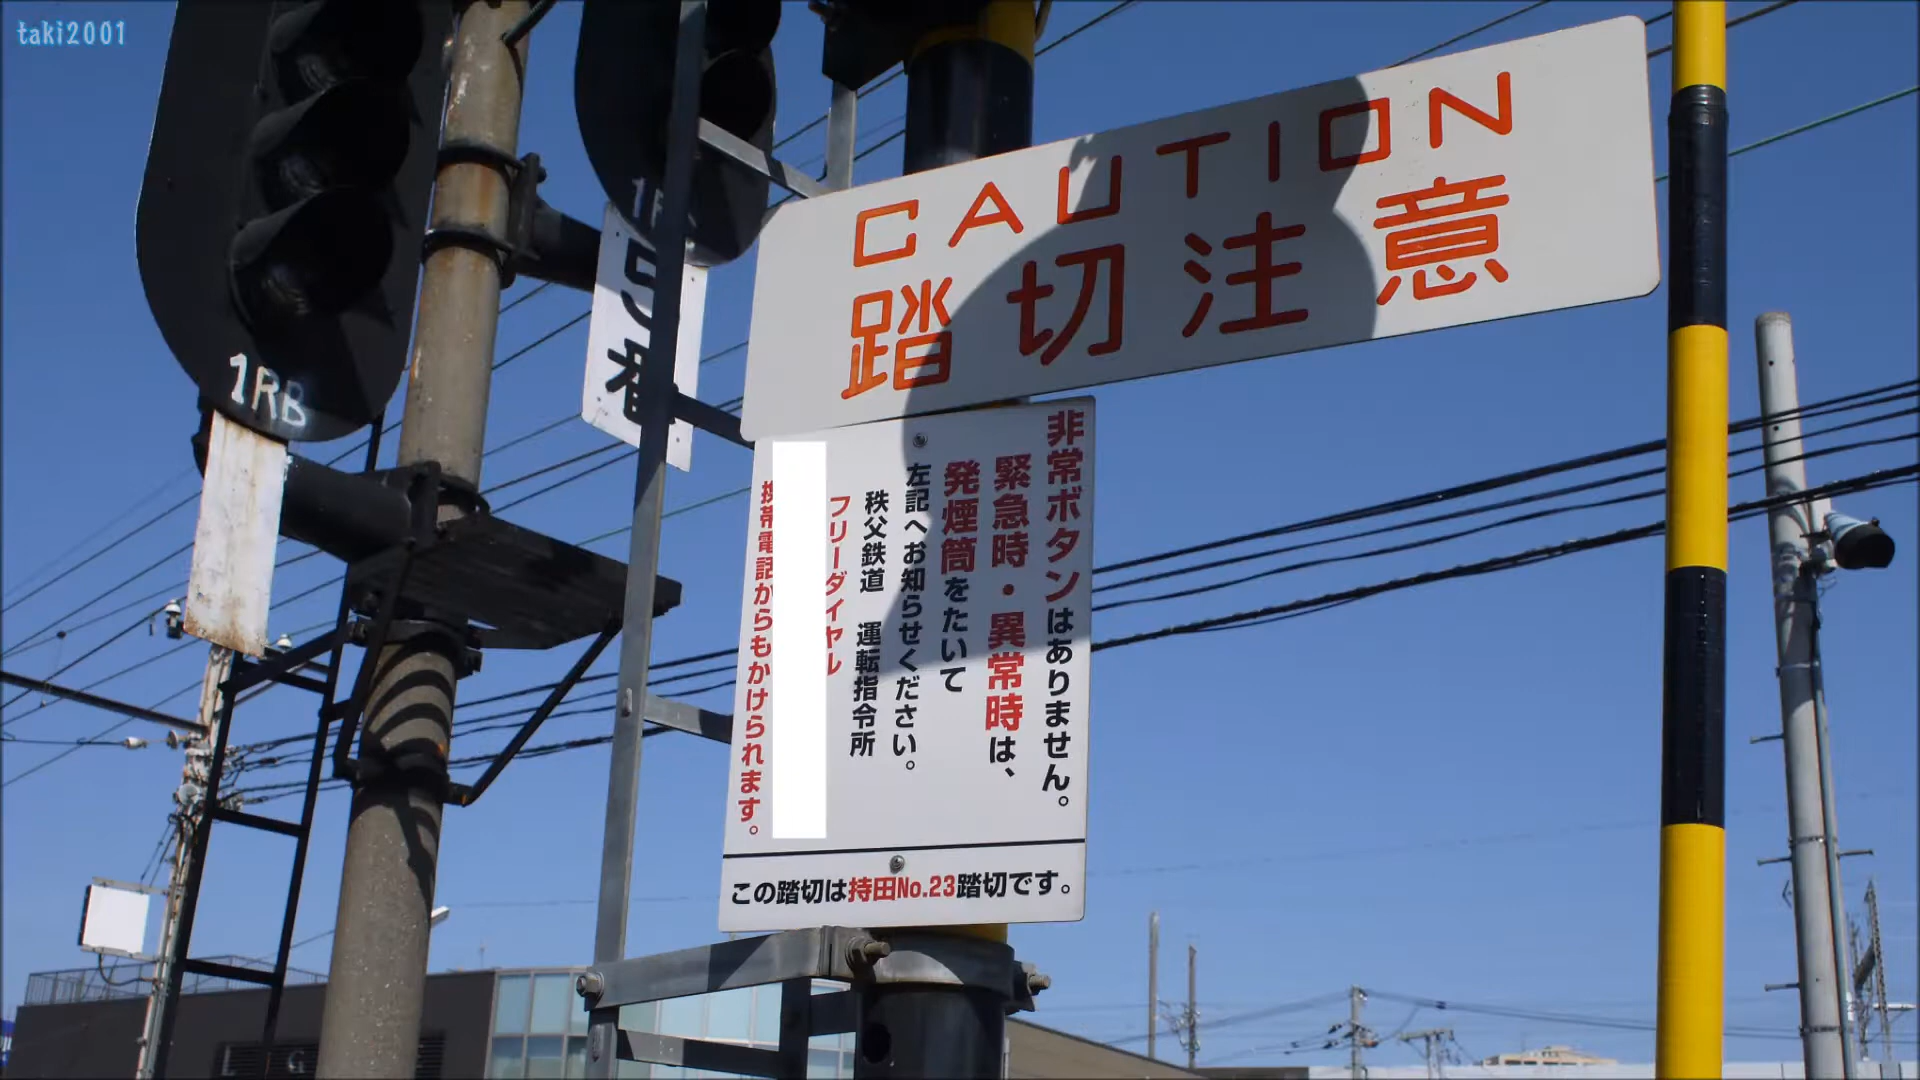 taki2001
1RB
5番
CAUTION
踏切注意
非常ボタンはありません。
緊急時・異常時は、
発煙筒をたいて
左記へお知らせください。
秩父鉄道 運転指令所
フリーダイヤル
携帯電話からもかけられます。
この踏切は持田No.23踏切です。